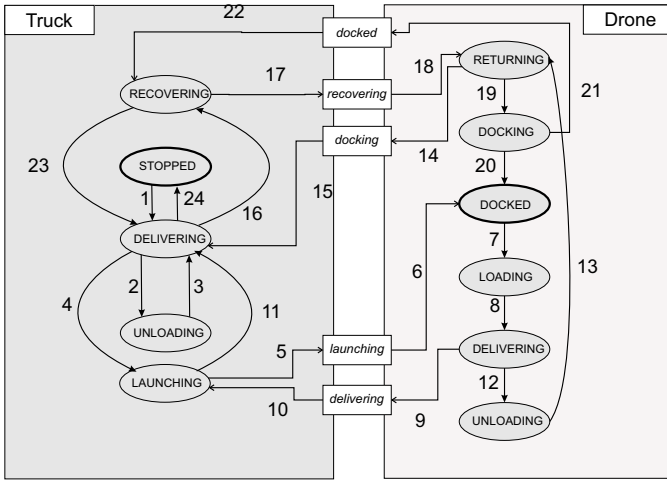 Truck
22
docked
Drone
RECOVERING
17
recovering
18
RETURNING
19
21
docking
14
DOCKING
23
STOPPED
15
20
1
24
16
DOCKED
DELIVERING
7
6
13
4
2
3
11
LOADING
8
UNLOADING
5
launching
DELIVERING
LAUNCHING
12
10
delivering
9
UNLOADING